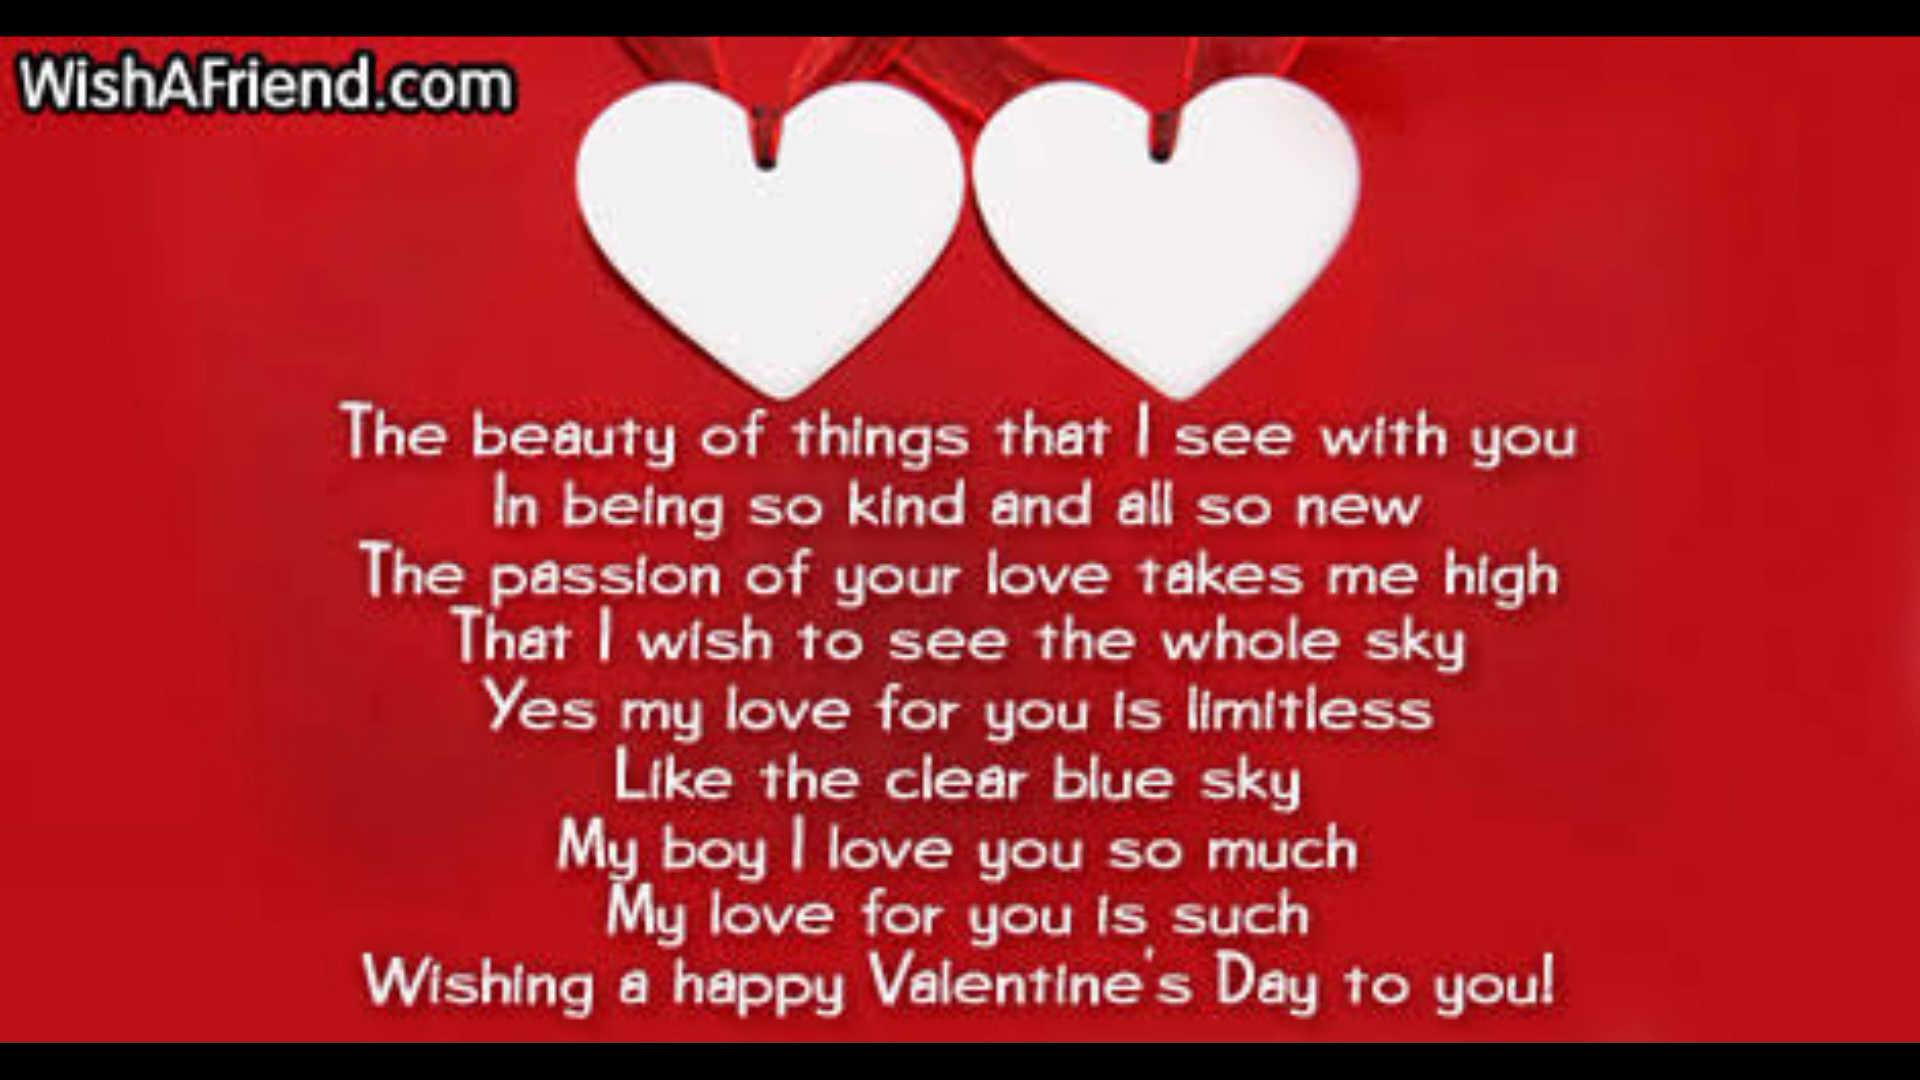 WishAFriend.com
The beauty of things that I see with you
In being so kind and all so new
The passion of your love takes me high
That I wish to see the whole sky
Yes my love for you is limitless
Like the clear blue sky
My boy I love you so much
My love for you is such
Wishing a happy Valentine's Day to you!